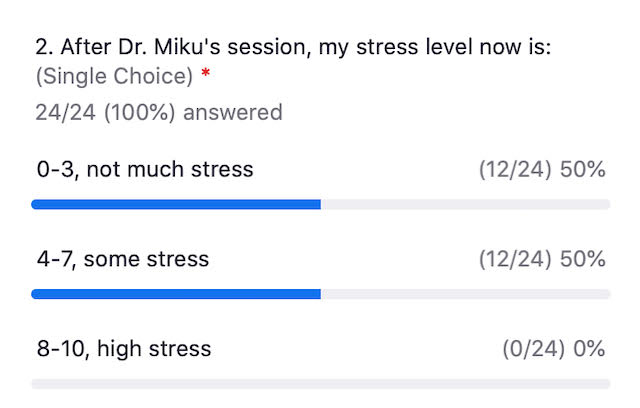 2. After Dr. Miku's session, my stress level now is:
(Single Choice) *
24/24 (100%) answered
0-3, not much stress (12/24) 50%
4-7, some stress (12/24) 50%
8-10, high stress (0/24) 0%